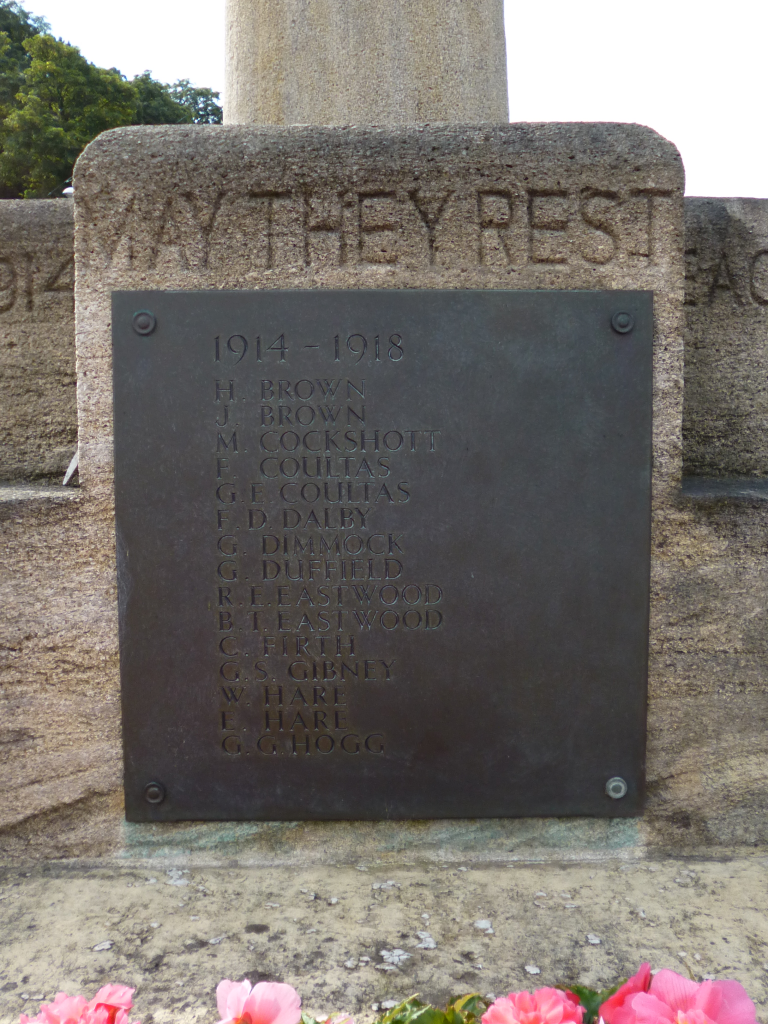 MAY THEY REST
1914
1914 - 1918
H. BROWN
J. BROWN
M. COCKSHOTT
F. COULTAS
G. E. COULTAS
F. D. DALBY
G. DIMMOCK
G. DUFFIELD
R. E. EASTWOOD
B. T. EASTWOOD
C. FIRTH
G. S. GIBNEY
W. HARE
E. HARE
G. G. HOGG